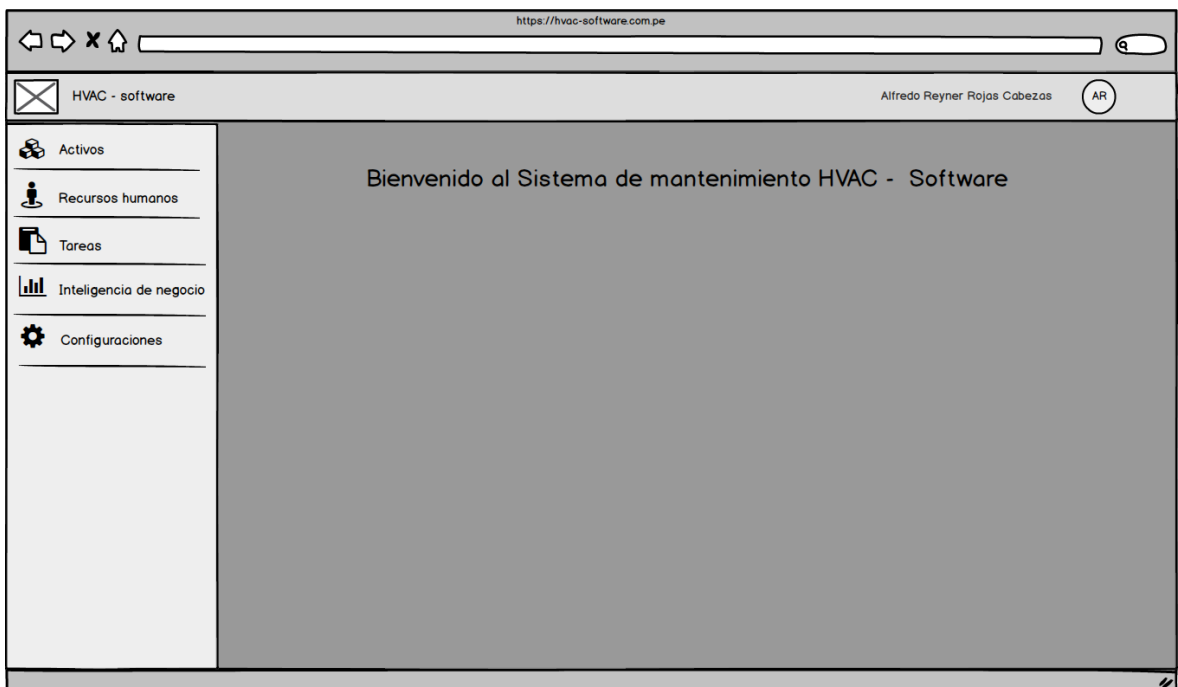 https://hvac-software.com.pe
HVAC - software
Alfredo Reyner Rojas Cabezas
AR
Activos
Recursos humanos
Tareas
Inteligencia de negocio
Configuraciones
Bienvenido al Sistema de mantenimiento HVAC - Software